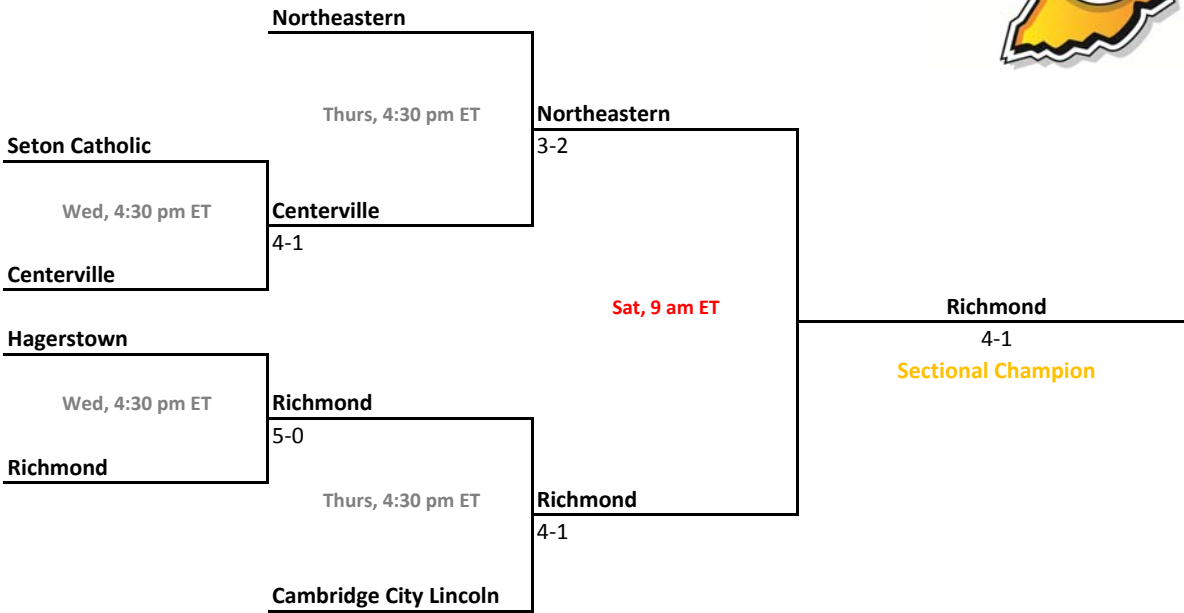 Northeastern
Thurs, 4:30 pm ET
Northeastern
3-2
Seton Catholic
Wed, 4:30 pm ET
Centerville
4-1
Centerville
Sat, 9 am ET
Richmond
4-1
Sectional Champion
Hagerstown
Wed, 4:30 pm ET
Richmond
5-0
Richmond
Thurs, 4:30 pm ET
Richmond
4-1
Cambridge City Lincoln